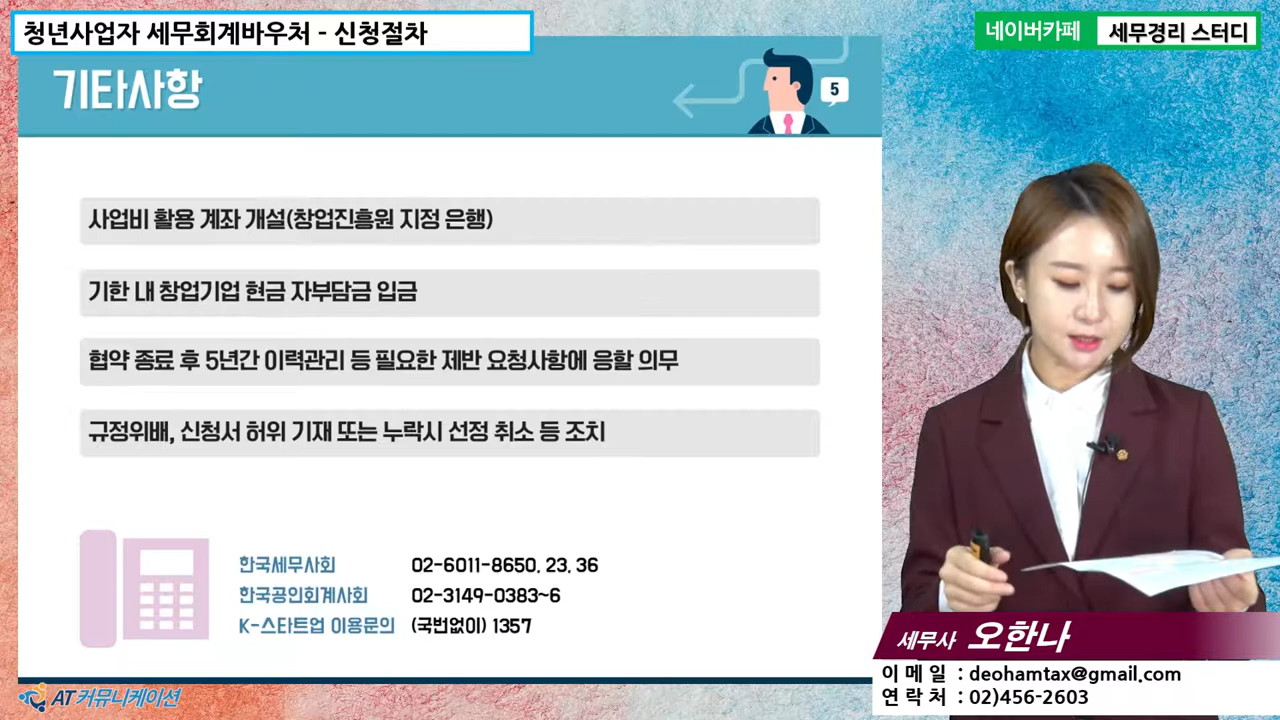 청년사업자 세무회계바우처 - 신청절차
네이버카페 세무경리 스터디
기타사항
5
사업비 활용 계좌 개설(창업진흥원 지정 은행)
기한 내 창업기업 현금 자부담금 입금
협약 종료 후 5년간 이력관리 등 필요한 제반 요청사항에 응할 의무
규정위배, 신청서 허위 기재 또는 누락시 선정 취소 등 조치
한국세무사회 02-6011-8650, 23, 36
한국공인회계사회 02-3149-0383~6
K-스타트업 이용문의 (국번없이) 1357
세무사 오한나
이 메 일 : deohamtax@gmail.com
연 락 처 : 02)456-2603
AT커뮤니케이션